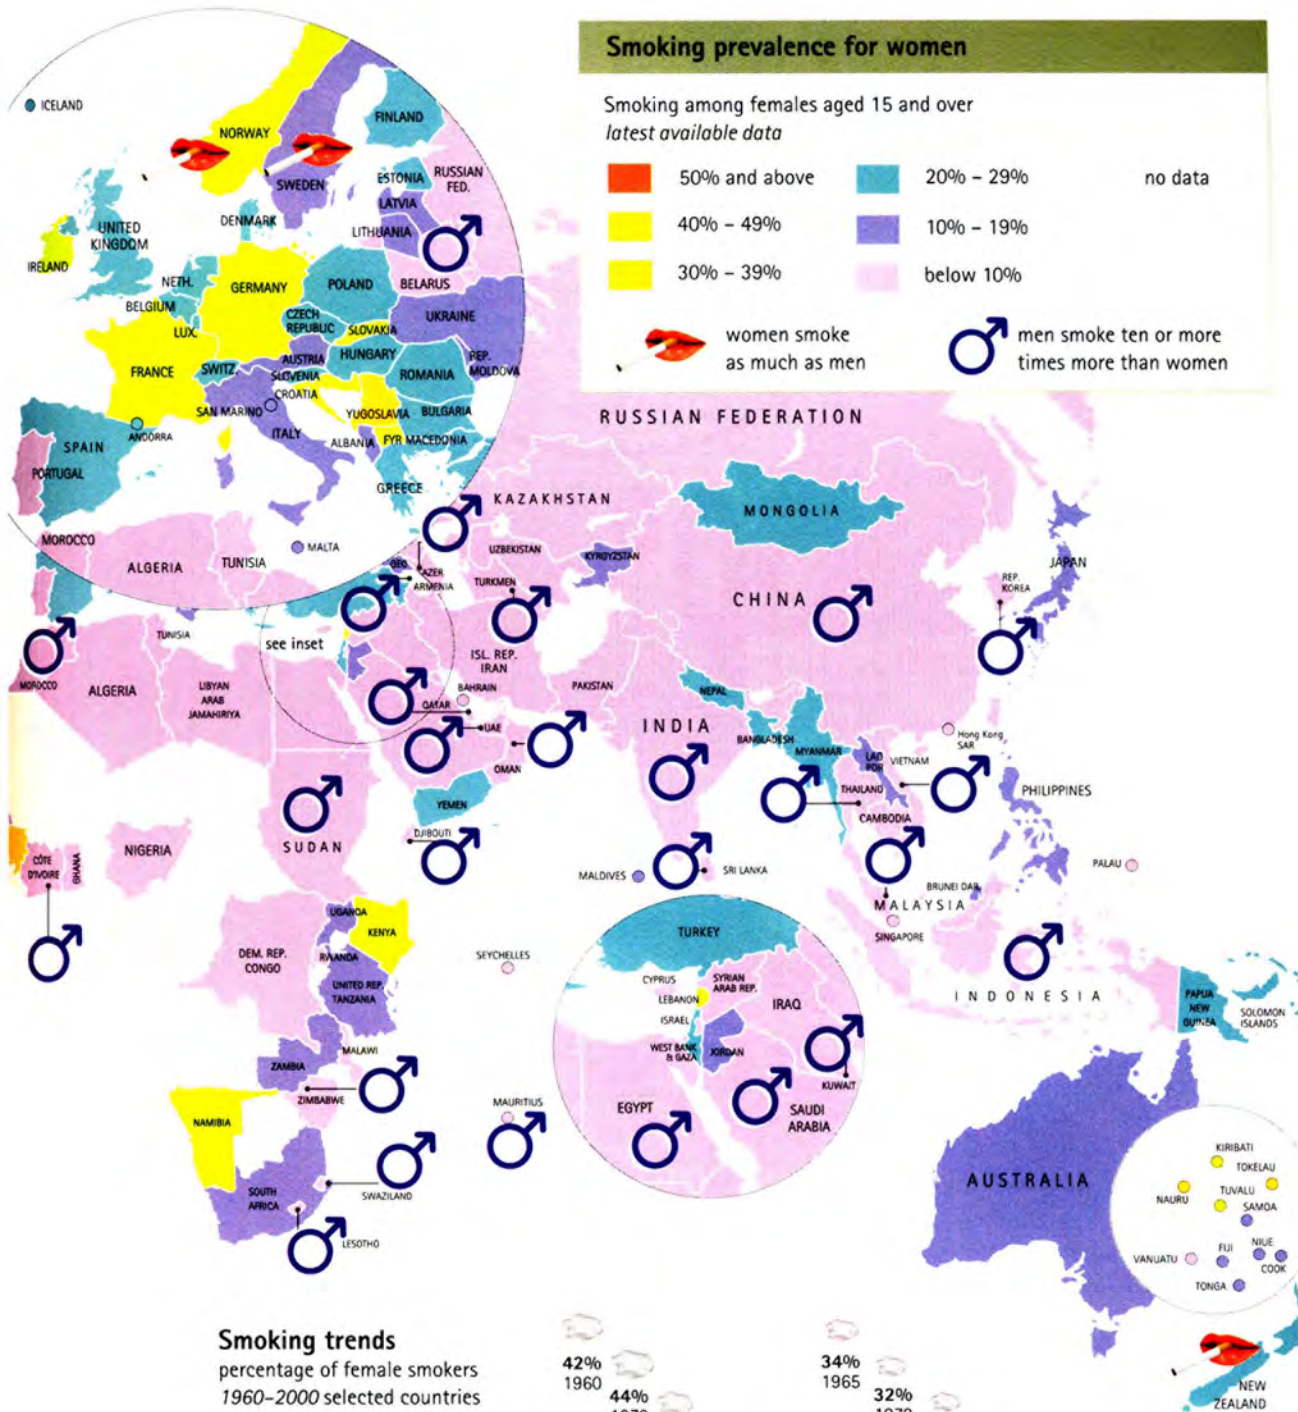 Smoking prevalence for women
Smoking among females aged 15 and over
latest available data
50% and above
20% – 29%
no data
40% – 49%
10% – 19%
30% – 39%
below 10%
women smoke
as much as men
men smoke ten or more
times more than women
ICELAND
NORWAY
FINLAND
SWEDEN
ESTONIA
RUSSIAN
FED.
LATVIA
DENMARK
LITHUANIA
UNITED
KINGDOM
IRELAND
NETH.
GERMANY
POLAND
BELARUS
BELGIUM
LUX.
CZECH
REPUBLIC
SLOVAKIA
UKRAINE
FRANCE
SWITZ.
AUSTRIA
SLOVENIA
HUNGARY
REP.
MOLDOVA
ROMANIA
CROATIA
SAN MARINO
YUGOSLAVIA
BULGARIA
ANDORRA
ITALY
ALBANIA
FYR MACEDONIA
SPAIN
PORTUGAL
GREECE
MOROCCO
ALGERIA
TUNISIA
MALTA
RUSSIAN FEDERATION
KAZAKHSTAN
MONGOLIA
UZBEKISTAN
KYRGYZSTAN
GEO.
AZER
ARMENIA
TURKMEN
CHINA
REP.
KOREA
JAPAN
see inset
TUNISIA
ISL. REP.
IRAN
MOROCCO
ALGERIA
LIBYAN
ARAB
JAMAHIRIYA
BAHRAIN
QATAR
PAKISTAN
NEPAL
UAE
INDIA
BANGLADESH
MYANMAR
Hong Kong
SAR
OMAN
LAO
PDR
VIETNAM
THAILAND
PHILIPPINES
YEMEN
CAMBODIA
DJIBOUTI
SUDAN
NIGERIA
CÔTE
D'IVOIRE
GHANA
MALDIVES
SRI LANKA
PALAU
BRUNEI DAR.
MALAYSIA
SINGAPORE
UGANDA
KENYA
DEM. REP.
CONGO
RWANDA
UNITED REP.
TANZANIA
SEYCHELLES
TURKEY
CYPRUS
SYRIAN
ARAB REP.
LEBANON
IRAQ
ISRAEL
WEST BANK
& GAZA
JORDAN
KUWAIT
EGYPT
SAUDI
ARABIA
INDONESIA
PAPUA
NEW
GUINEA
SOLOMON
ISLANDS
MALAWI
ZAMBIA
ZIMBABWE
MAURITIUS
NAMIBIA
SOUTH
AFRICA
SWAZILAND
LESOTHO
AUSTRALIA
KIRIBATI
TOKELAU
NAURU
TUVALU
SAMOA
VANUATU
FIJI
NIUE
COOK
TONGA
NEW
ZEALAND
Smoking trends
percentage of female smokers
1960–2000 selected countries
42%
1960
44%
34%
1965
32%